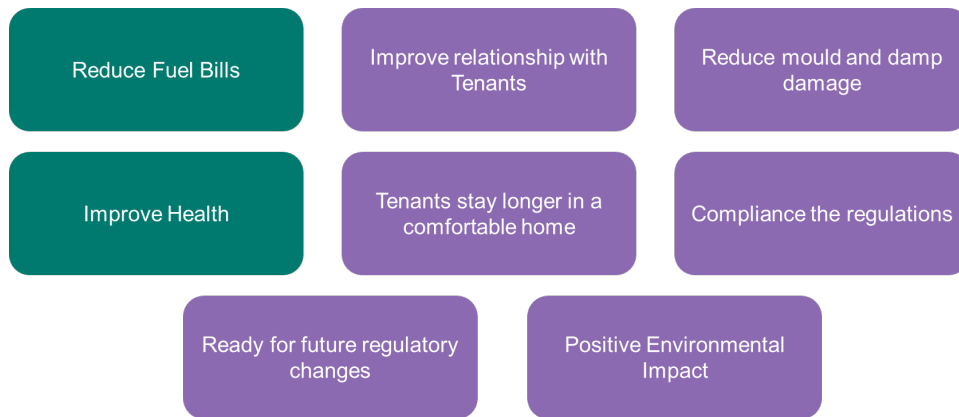 Reduce Fuel Bills
Improve relationship with
Tenants
Reduce mould and damp
damage
Improve Health
Tenants stay longer in a
comfortable home
Compliance the regulations
Ready for future regulatory
changes
Positive Environmental
Impact